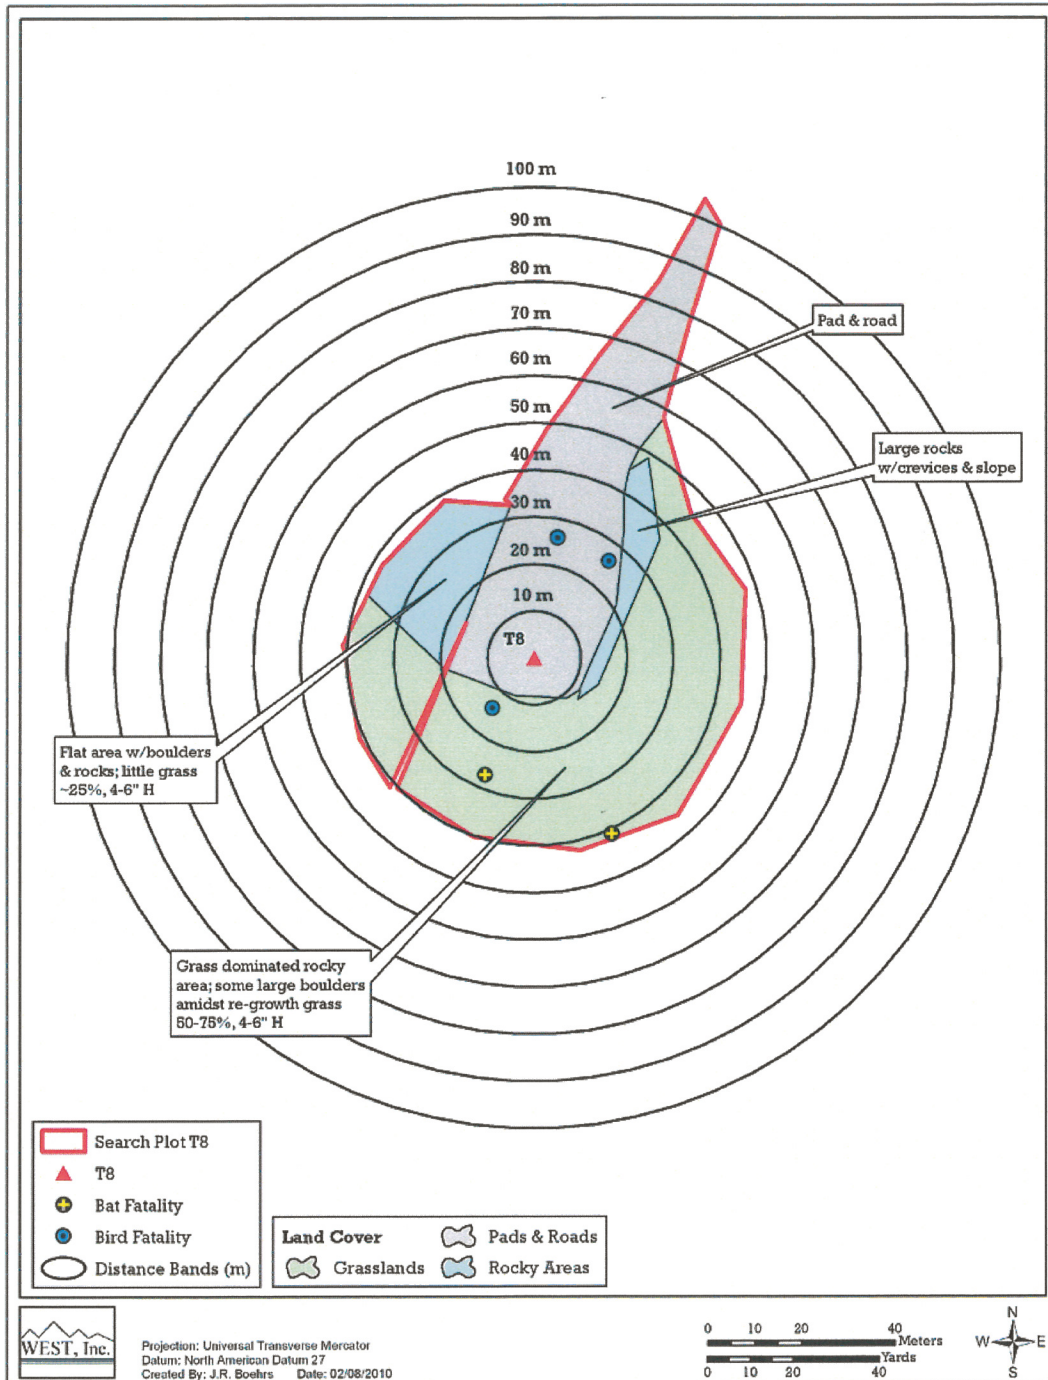 100 m
90 m
80 m
70 m
60 m
50 m
40 m
30 m
20 m
10 m
T8
Pad & road
Large rocks
w/crevices & slope
Flat area w/boulders
& rocks; little grass
~25%, 4-6" H
Grass dominated rocky
area; some large boulders
amidst re-growth grass
50-75%, 4-6" H
Search Plot T8
T8
Bat Fatality
Bird Fatality
Distance Bands (m)
Land Cover
Pads & Roads
Grasslands
Rocky Areas
WEST, Inc.
Projection: Universal Transverse Mercator
Datum: North American Datum 27
Created By: J.R. Boehrs Date: 02/08/2010
0 10 20 40
Meters
Yards
0 10 20 40
N
W E
S